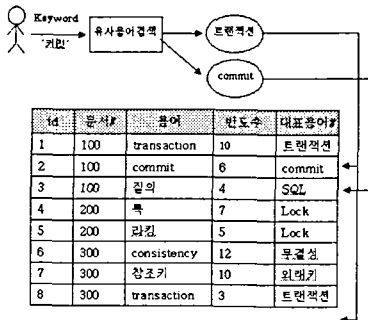 Keyword
'커밋'
유사용어검색
트랜잭션
commit
id 문서# 용어 빈도수 대표용어#
1 100 transaction 10 트랜잭션
2 100 commit 6 commit
3 100 질의 4 SQL
4 200 록 7 Lock
5 200 라킹 5 Lock
6 300 consistency 12 무결성
7 300 참조키 10 외래키
8 300 transaction 3 트랜잭션